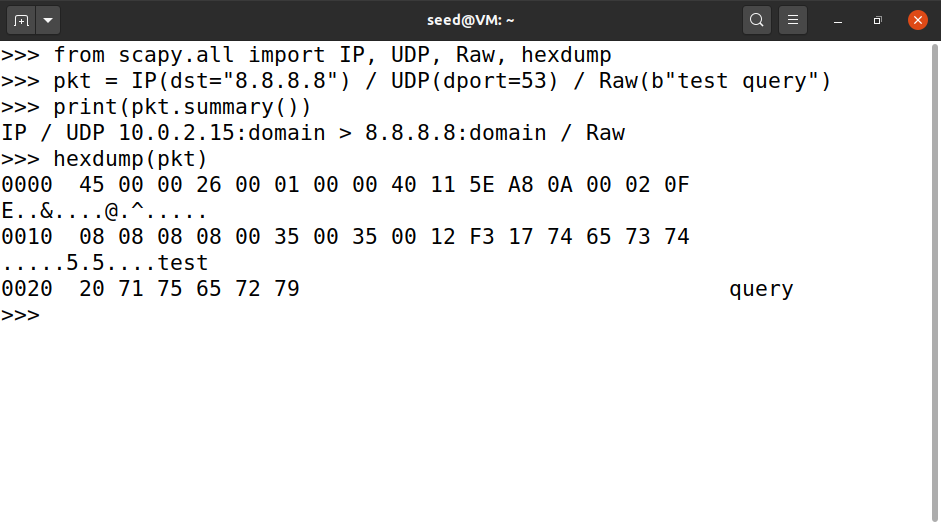 seed@VM: ~
>>> from scapy.all import IP, UDP, Raw, hexdump
>>> pkt = IP(dst="8.8.8.8") / UDP(dport=53) / Raw(b"test query")
>>> print(pkt.summary())
IP / UDP 10.0.2.15:domain > 8.8.8.8:domain / Raw
>>> hexdump(pkt)
0000  45 00 00 26 00 01 00 00 40 11 5E A8 0A 00 02 0F
E..&....@.^.....
0010  08 08 08 08 00 35 00 35 00 12 F3 17 74 65 73 74
.....5.5....test
0020  20 71 75 65 72 79                                 query
>>>